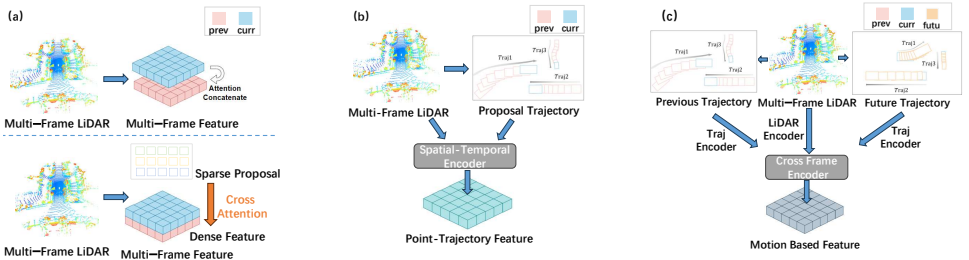 (a)
prev curr
Attention
Concatenate
Multi-Frame LiDAR
Multi-Frame Feature
Sparse Proposal
Cross
Attention
Dense Feature
Multi-Frame LiDAR
Multi-Frame Feature
(b)
prev curr
Traj1
Traj3
Traj2
Multi-Frame LiDAR
Proposal Trajectory
Spatial-Temporal
Encoder
Point-Trajectory Feature
(c)
prev curr futu
Traj1
Traj3
Traj2
Traj1
Traj3
Traj2
Previous Trajectory
Multi-Frame LiDAR
Future Trajectory
Traj
Encoder
LiDAR
Encoder
Traj
Encoder
Cross Frame
Encoder
Motion Based Feature